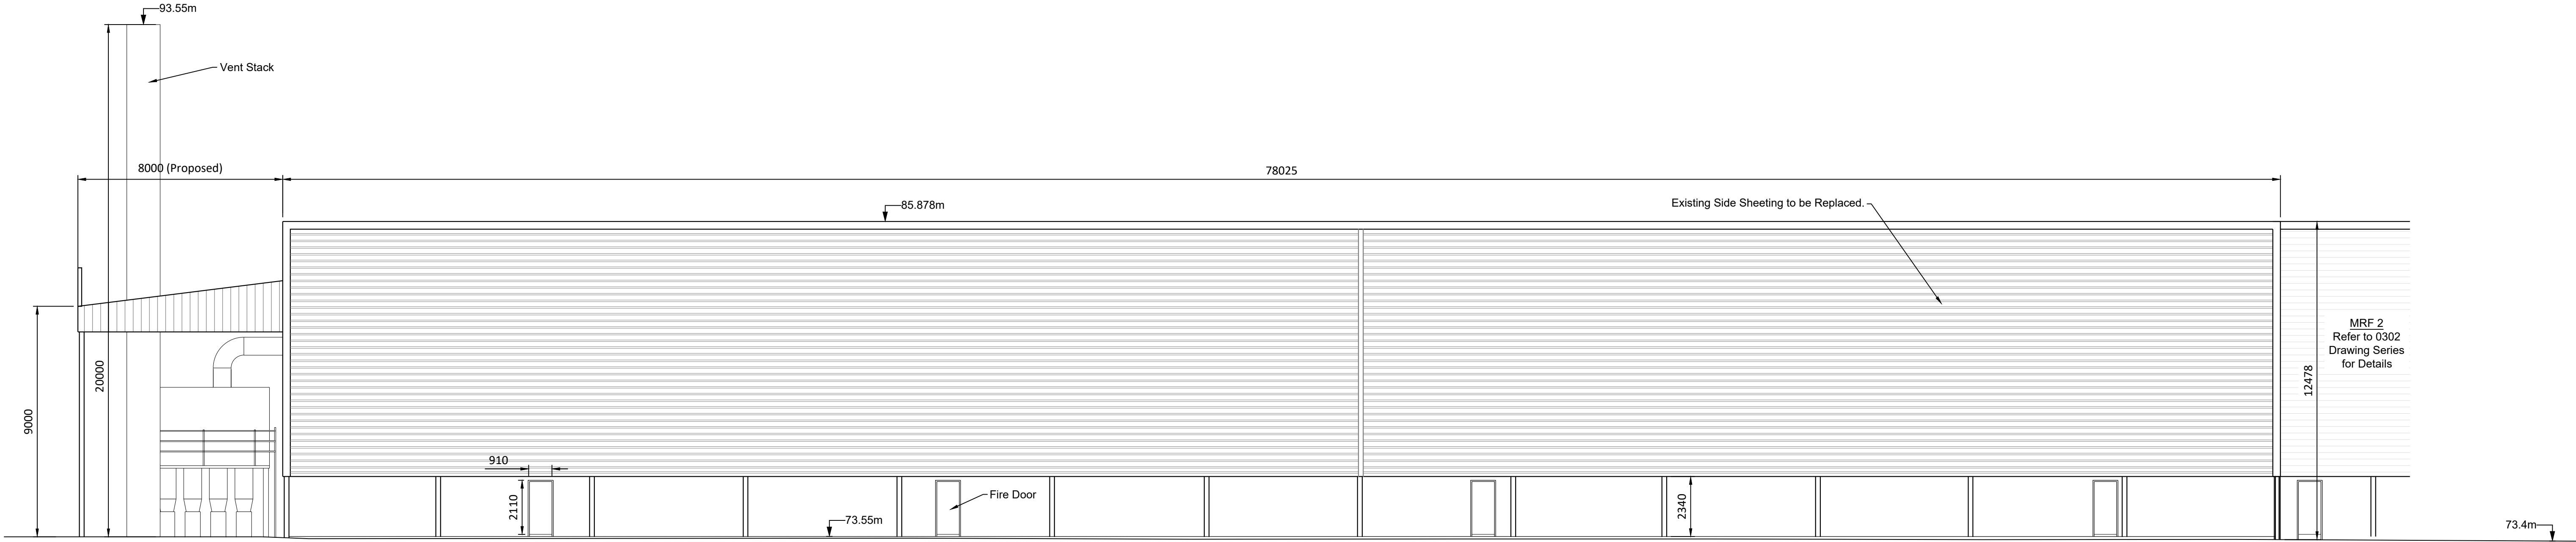 93.55m
Vent Stack
8000 (Proposed)
78025
85.878m
Existing Side Sheeting to be Replaced.
MRF 2
Refer to 0302
Drawing Series
for Details
20000
12478
9000
910
2110
Fire Door
2340
73.55m
73.4m